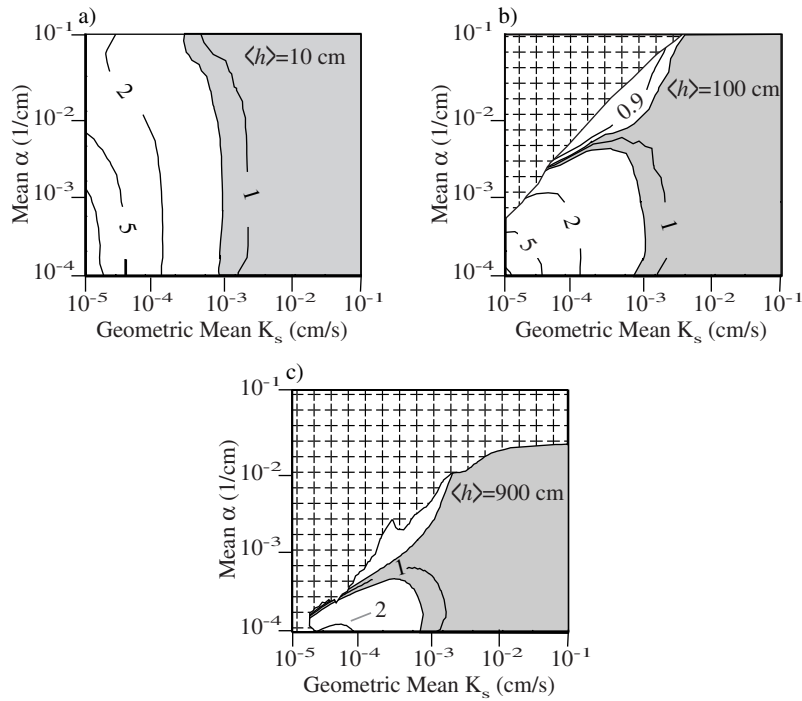 a)
⟨h⟩=10 cm
2
5
1
10-1
10-2
10-3
10-4
Mean α (1/cm)
10-5 10-4 10-3 10-2 10-1
Geometric Mean Ks (cm/s)
b)
⟨h⟩=100 cm
0.9
2
5
1
10-1
10-2
10-3
10-4
Mean α (1/cm)
10-5 10-4 10-3 10-2 10-1
Geometric Mean Ks (cm/s)
c)
⟨h⟩=900 cm
1
2
10-1
10-2
10-3
10-4
Mean α (1/cm)
10-5 10-4 10-3 10-2 10-1
Geometric Mean Ks (cm/s)